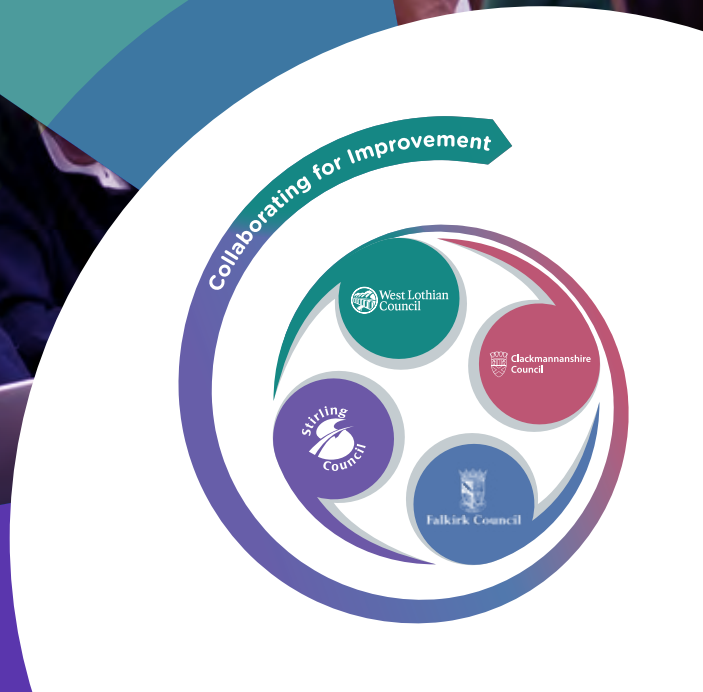 Collaborating for Improvement
West Lothian
Council
Clackmannanshire
Council
Stirling
Council
Falkirk Council